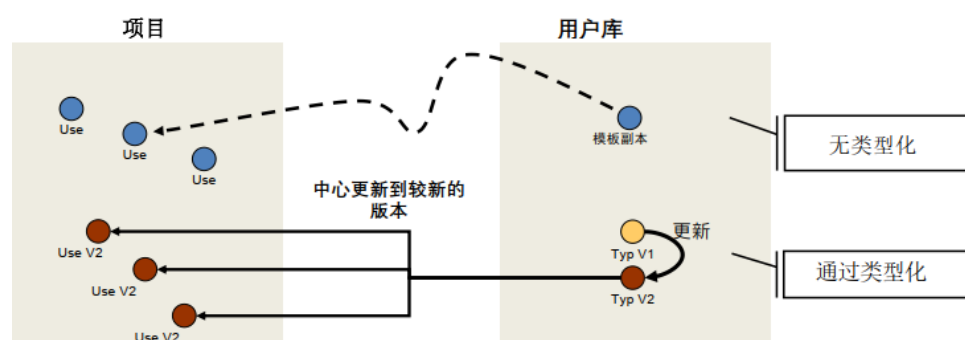 项目
用户库
Use
Use
Use
模板副本
无类型化
中心更新到较新的
版本
Use V2
Use V2
Use V2
Typ V1
更新
Typ V2
通过类型化